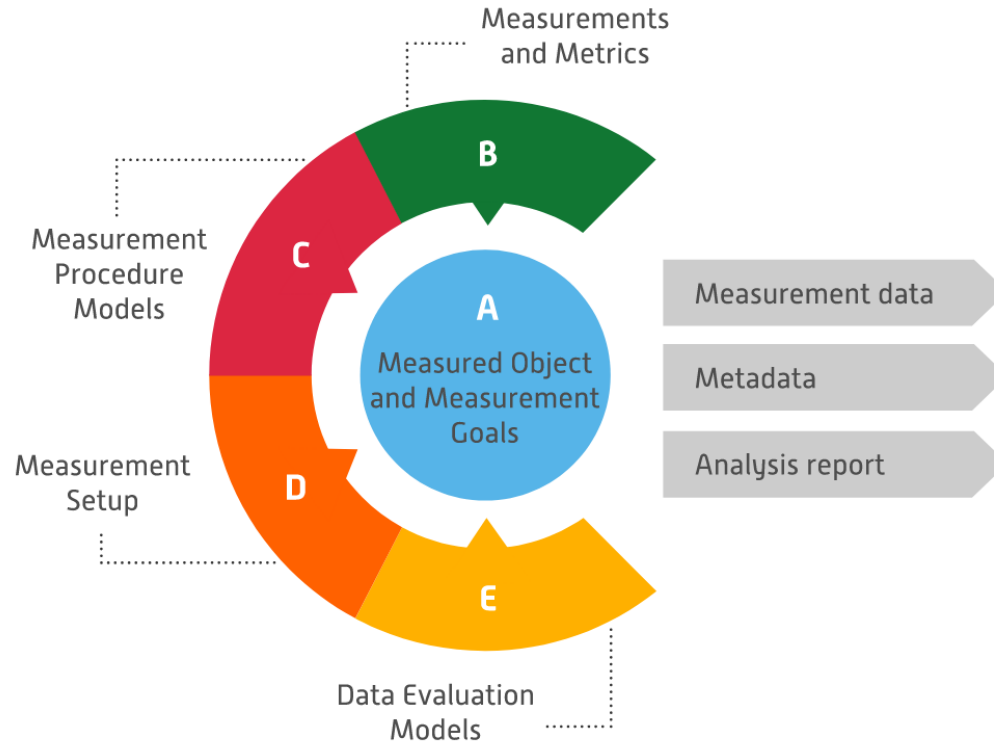 Measurements
and Metrics
B
C
Measurement
Procedure
Models
A
Measured Object
and Measurement
Goals
Measurement data
Metadata
Analysis report
Measurement
Setup
D
E
Data Evaluation
Models